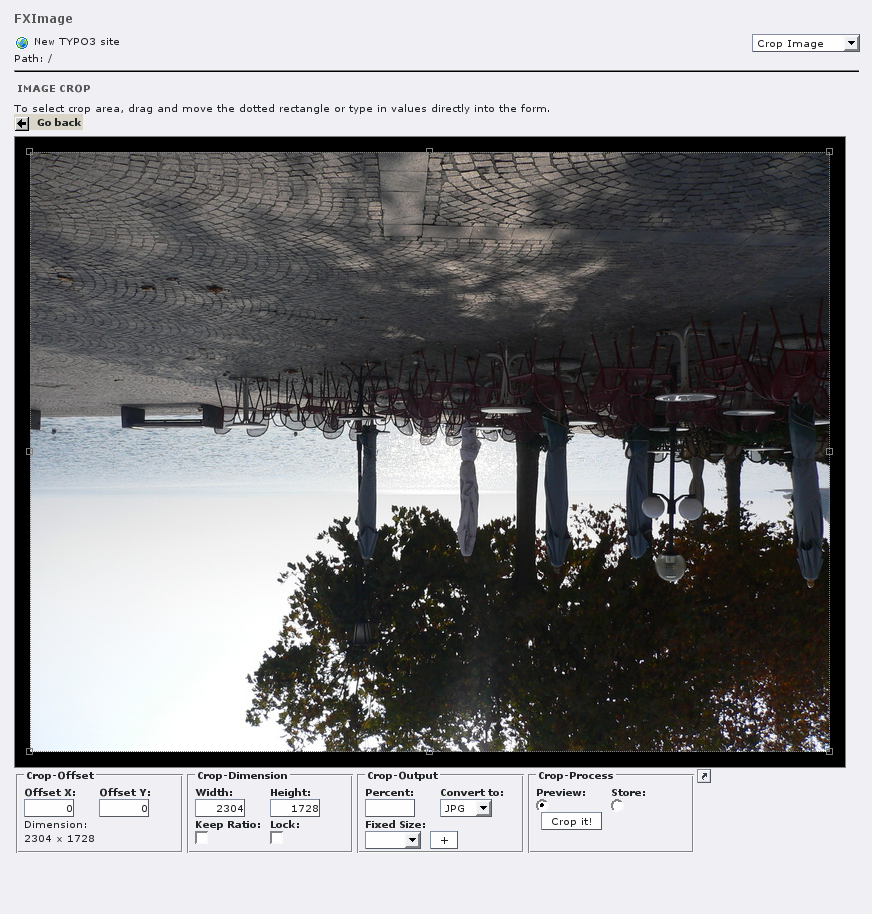 FXImage
New TYPO3 site
Crop Image
Path: /
IMAGE CROP
To select crop area, drag and move the dotted rectangle or type in values directly into the form.
Go back
Crop-Offset
Offset X: Offset Y:
0 0
Dimension:
2304 x 1728
Crop-Dimension
Width: Height:
2304 1728
Keep Ratio: Lock:
Crop-Output
Percent: Convert to:
JPG
Fixed Size:
+
Crop-Process
Preview: Store:
Crop it!